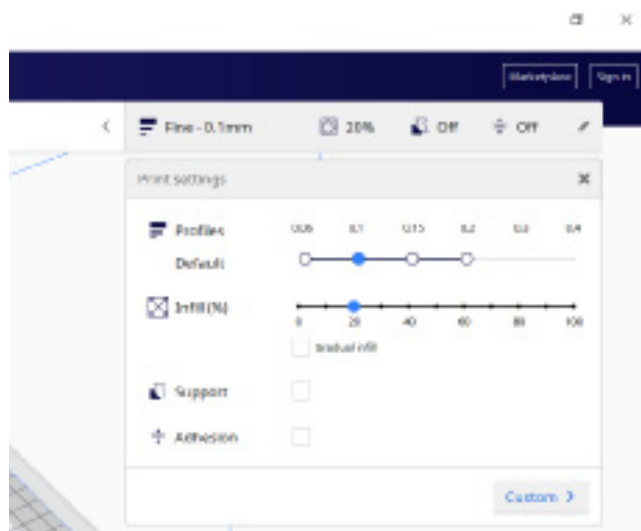 Marketplace Sign in
Fine - 0.1mm 20% Off Off
Print settings
Profiles 0.06 0.1 0.15 0.2 0.3 0.4
Default
Infill (%)
0 20 40 60 80 100
Gradual infill
Support
Adhesion
Custom